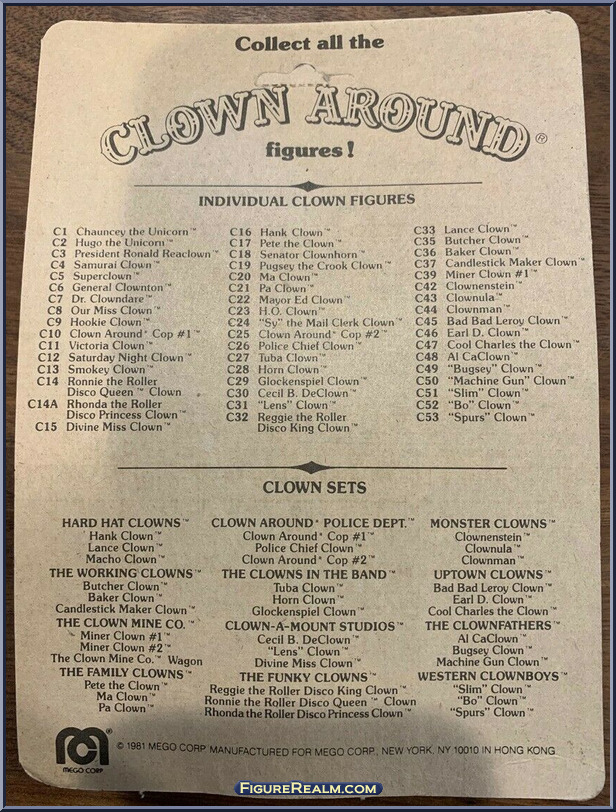 Collect all the
CLOWN AROUND®
figures!
INDIVIDUAL CLOWN FIGURES
C1 Chauncey the Unicorn™
C2 Hugo the Unicorn™
C3 President Ronald Reaclown™
C4 Samurai Clown™
C5 Superclown™
C6 General Clownton™
C7 Dr. Clowndare™
C8 Our Miss Clown™
C9 Hookie Clown™
C10 Clown Around® Cop #1™
C11 Victoria Clown™
C12 Saturday Night Clown™
C13 Smokey Clown™
C14 Ronnie the Roller
Disco Queen™ Clown
C14A Rhonda the Roller
Disco Princess Clown™
C15 Divine Miss Clown™
C16 Hank Clown™
C17 Pete the Clown™
C18 Senator Clownhorn™
C19 Pugsey the Crook Clown™
C20 Ma Clown™
C21 Pa Clown™
C22 Mayor Ed Clown™
C23 H.O. Clown™
C24 "Sy" the Mail Clerk Clown™
C25 Clown Around® Cop #2™
C26 Police Chief Clown™
C27 Tuba Clown™
C28 Horn Clown™
C29 Glockenspiel Clown™
C30 Cecil B. DeClown™
C31 "Lens" Clown™
C32 Reggie the Roller
Disco King Clown™
C33 Lance Clown™
C35 Butcher Clown™
C36 Baker Clown™
C37 Candlestick Maker Clown™
C39 Miner Clown #1™
C42 Clownenstein™
C43 Clownula™
C44 Clownman™
C45 Bad Bad Leroy Clown™
C46 Earl D. Clown™
C47 Cool Charles the Clown™
C48 Al CaClown™
C49 "Bugsey" Clown™
C50 "Machine Gun" Clown™
C51 "Slim" Clown™
C52 "Bo" Clown™
C53 "Spurs" Clown™
CLOWN SETS
HARD HAT CLOWNS™
Hank Clown™
Lance Clown™
Macho Clown™
THE WORKING CLOWNS™
Butcher Clown™
Baker Clown™
Candlestick Maker Clown™
THE CLOWN MINE CO.™
Miner Clown #1™
Miner Clown #2™
The Clown Mine Co.™ Wagon
THE FAMILY CLOWNS™
Pete the Clown™
Ma Clown™
Pa Clown™
CLOWN AROUND® POLICE DEPT.™
Clown Around® Cop #1™
Police Chief Clown™
Clown Around® Cop #2™
THE CLOWNS IN THE BAND™
Tuba Clown™
Horn Clown™
Glockenspiel Clown™
CLOWN-A-MOUNT STUDIOS™
Cecil B. DeClown™
"Lens" Clown™
Divine Miss Clown™
THE FUNKY CLOWNS™
Reggie the Roller Disco King Clown™
Ronnie the Roller Disco Queen™ Clown
Rhonda the Roller Disco Princess Clown™
MONSTER CLOWNS™
Clownenstein™
Clownula™
Clownman™
UPTOWN CLOWNS™
Bad Bad Leroy Clown™
Earl D. Clown™
Cool Charles the Clown™
THE CLOWNFATHERS™
Al CaClown™
Bugsey Clown™
Machine Gun Clown™
WESTERN CLOWNBOYS™
"Slim" Clown™
"Bo" Clown™
"Spurs" Clown™
MEGO CORP
© 1981 MEGO CORP MANUFACTURED FOR MEGO CORP., NEW YORK, NY 10010 IN HONG KONG
FIGUREREALM.COM